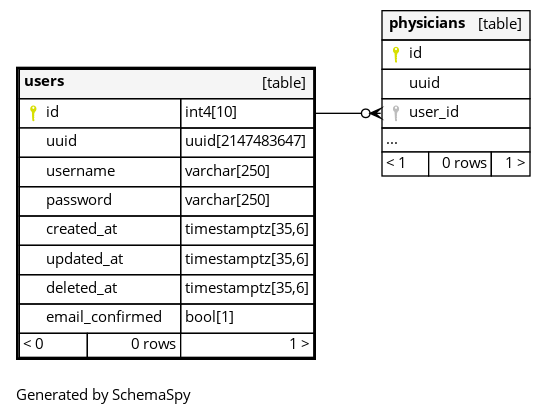 physicians [table]
id
uuid
user_id
...
< 1 0 rows 1 >
users [table]
id int4[10]
uuid uuid[2147483647]
username varchar[250]
password varchar[250]
created_at timestamptz[35,6]
updated_at timestamptz[35,6]
deleted_at timestamptz[35,6]
email_confirmed bool[1]
< 0 0 rows 1 >
Generated by SchemaSpy